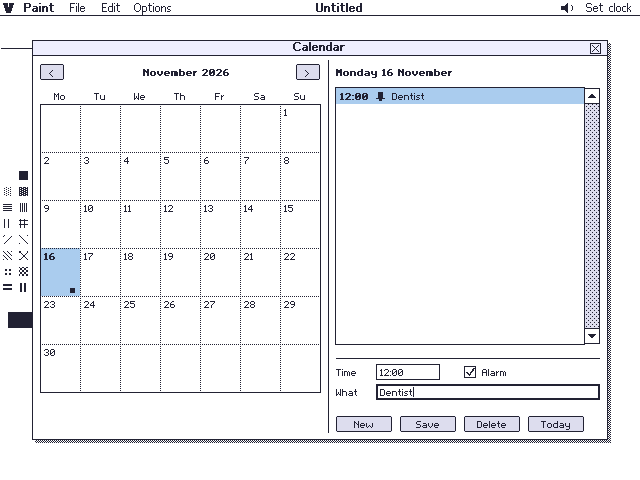 Paint File Edit Options Untitled Set clock
Calendar
< November 2026 >
Mo Tu We Th Fr Sa Su
1
2 3 4 5 6 7 8
9 10 11 12 13 14 15
16 17 18 19 20 21 22
23 24 25 26 27 28 29
30
Monday 16 November
12:00 Dentist
Time 12:00 Alarm
What Dentist
New Save Delete Today